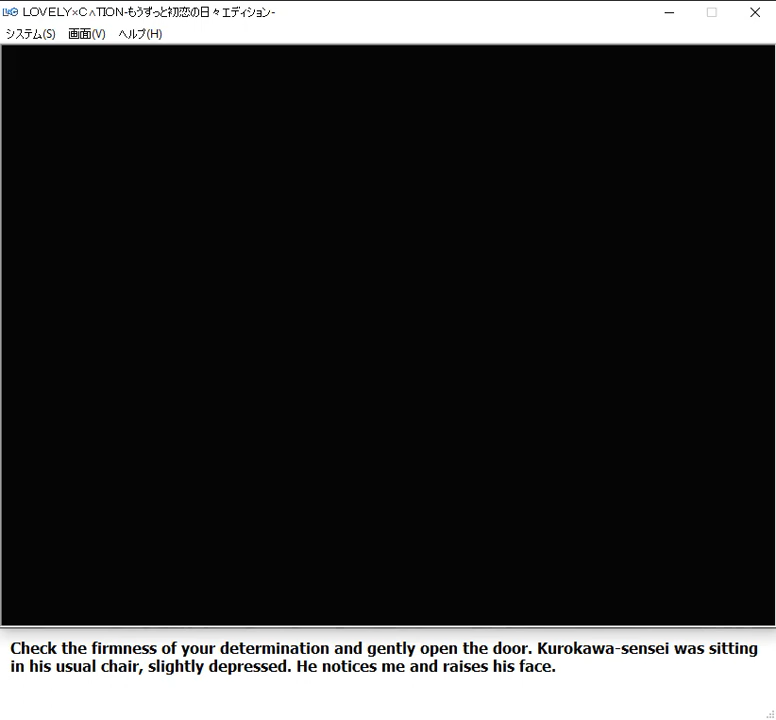 LOVELY×C∧TION-もうずっと初恋の日々エディション-
システム(S) 画面(V) ヘルプ(H)
Check the firmness of your determination and gently open the door. Kurokawa-sensei was sitting
in his usual chair, slightly depressed. He notices me and raises his face.